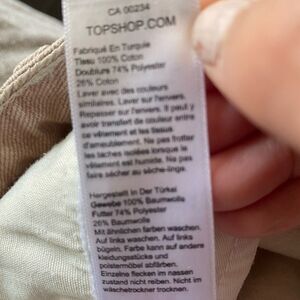 CA 00234
TOPSHOP.COM
Fabriqué En Turquie
Tissu 100% Coton
Doublure 74% Polyester
26% Coton
Laver avec des couleurs
similaires. Laver sur l'envers.
Repasser sur l'envers. Il peut y
avoir transfert de couleur entre
ce vêtement et les tissus
d'ameublement. Ne pas frotter
les taches isolées lorsque le
vêtement est humide. Ne pas
faire sécher au sèche-linge.
Hergestellt In Der Türkei
Gewebe 100% Baumwolle
Futter 74% Polyester
26% Baumwolle
Mit ähnlichen farben waschen.
Auf links waschen. Auf links
bügeln. Farbe kann auf andere
kleidungsstücke und
polstermöbel abfärben.
Einzelne flecken im nassen
zustand nicht reiben. Nicht im
wäschetrockner trocknen.